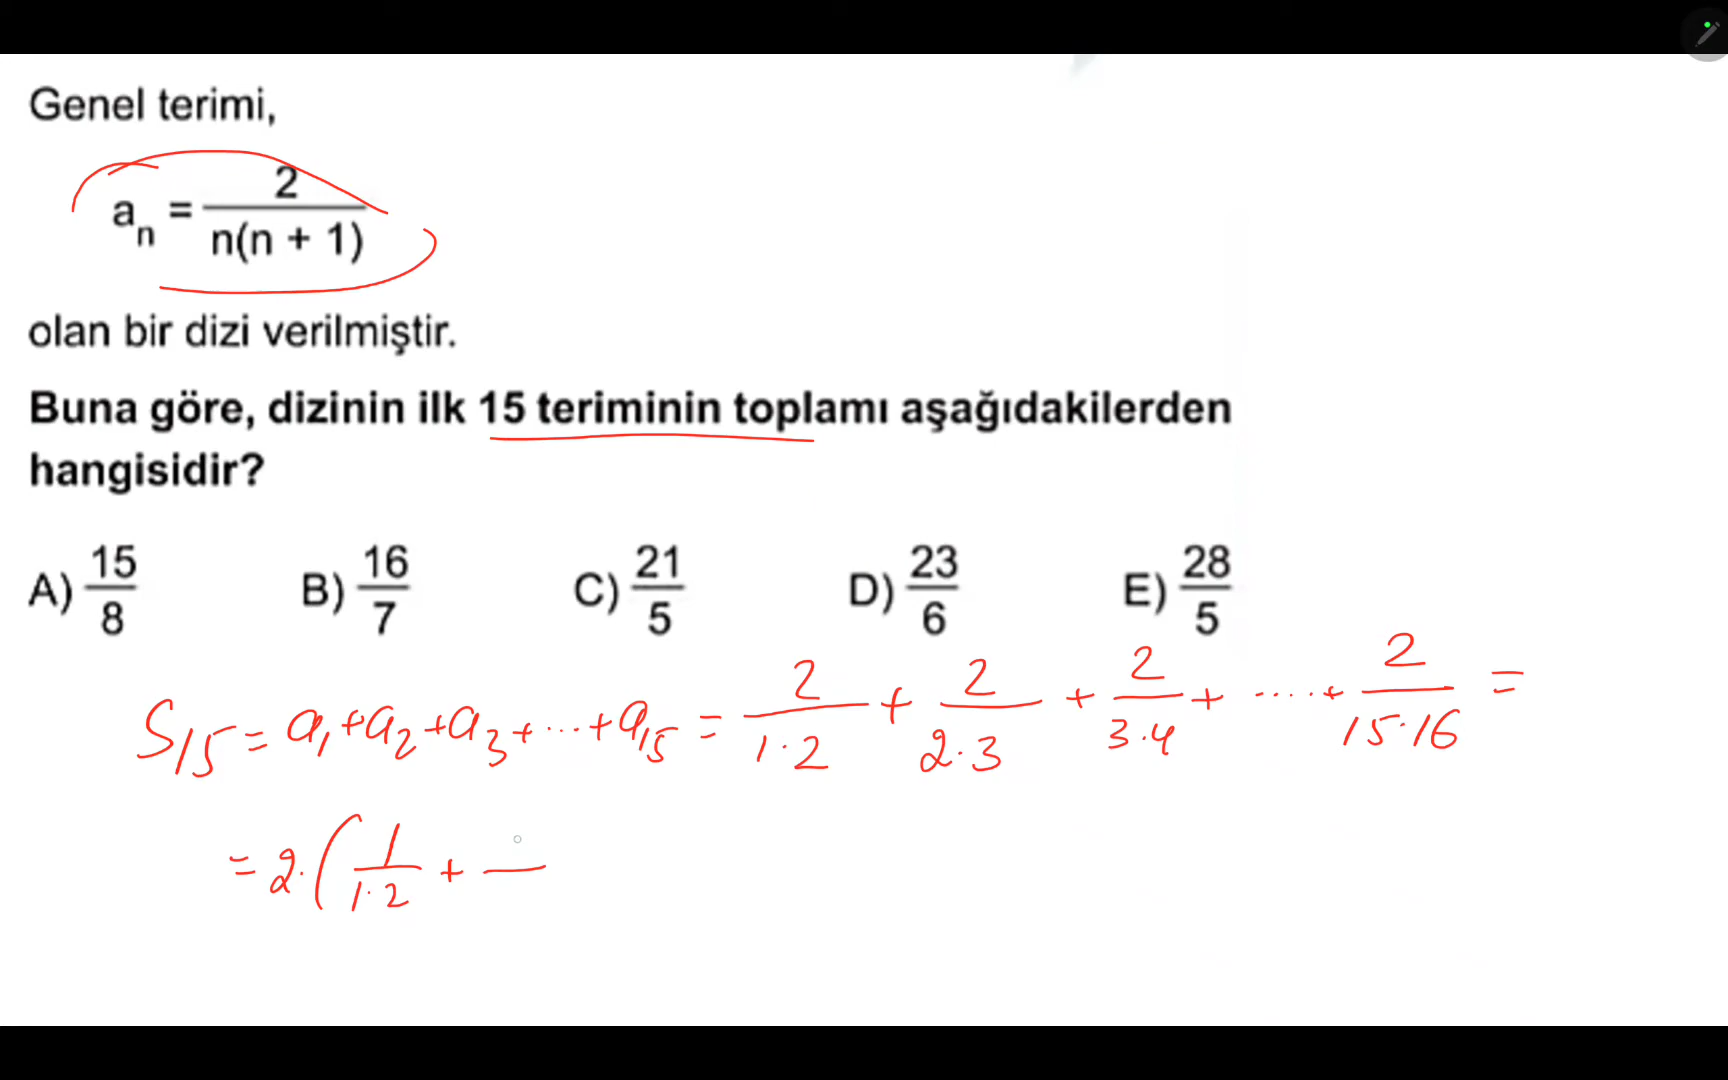 Genel terimi,
aₙ = 2 / n(n + 1)
olan bir dizi verilmiştir.
Buna göre, dizinin ilk 15 teriminin toplamı aşağıdakilerden
hangisidir?
A) 15/8 B) 16/7 C) 21/5 D) 23/6 E) 28/5
S₁₅ = a₁ + a₂ + a₃ + ... + a₁₅ = 2/1·2 + 2/2·3 + 2/3·4 + ..... + 2/15·16 =
= 2·( 1/1·2 + —